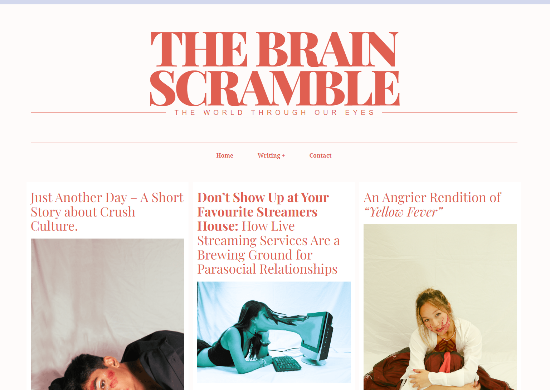 THE BRAIN
SCRAMBLE
THE WORLD THROUGH OUR EYES
Home Writing + Contact
Just Another Day – A Short
Story about Crush
Culture.
Don't Show Up at Your
Favourite Streamers
House: How Live
Streaming Services Are a
Brewing Ground for
Parasocial Relationships
An Angrier Rendition of
“Yellow Fever”